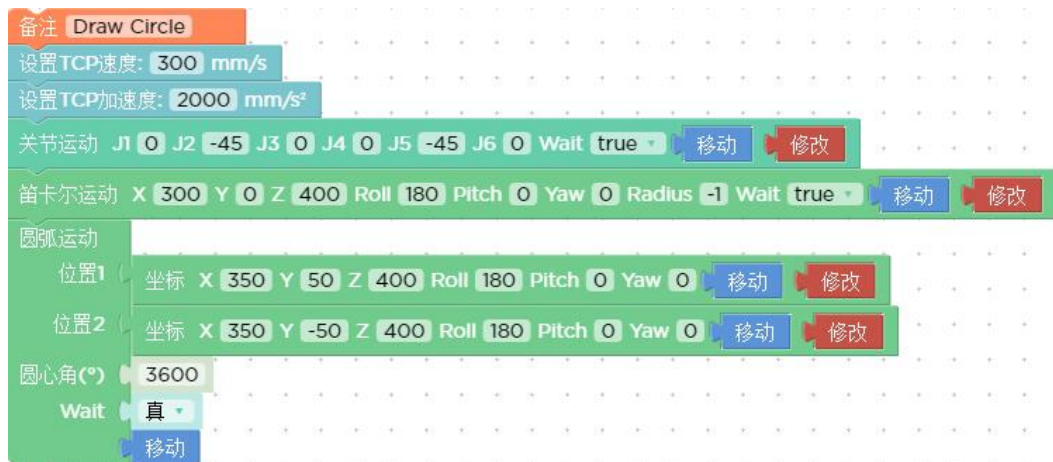 备注 Draw Circle
设置TCP速度: 300 mm/s
设置TCP加速度: 2000 mm/s²
关节运动 J1 0 J2 -45 J3 0 J4 0 J5 -45 J6 0 Wait true 移动 修改
笛卡尔运动 X 300 Y 0 Z 400 Roll 180 Pitch 0 Yaw 0 Radius -1 Wait true 移动 修改
圆弧运动
位置1 坐标 X 350 Y 50 Z 400 Roll 180 Pitch 0 Yaw 0 移动 修改
位置2 坐标 X 350 Y -50 Z 400 Roll 180 Pitch 0 Yaw 0 移动 修改
圆心角(°) 3600
Wait 真
移动